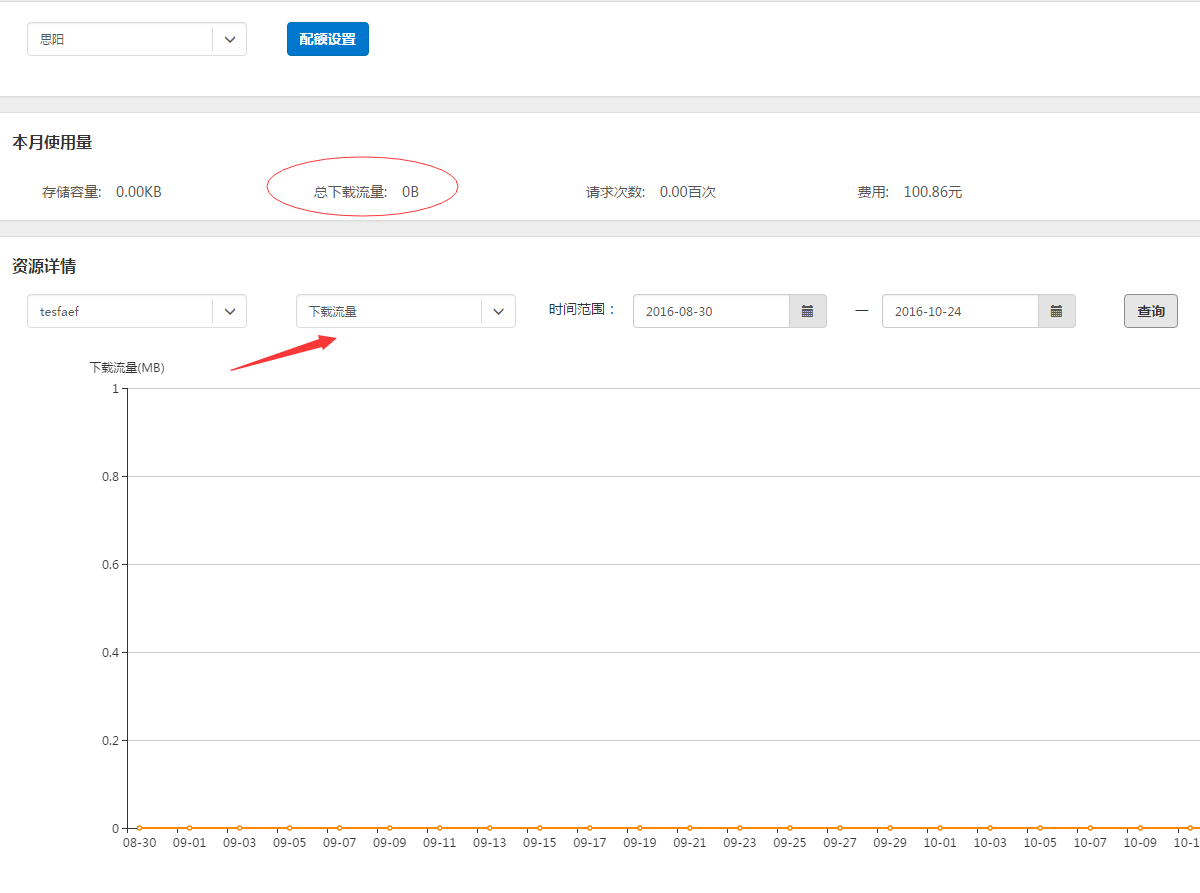 思阳 配额设置
本月使用量
存储容量: 0.00KB 总下载流量: 0B 请求次数: 0.00百次 费用: 100.86元
资源详情
tesfaef 下载流量 时间范围： 2016-08-30 — 2016-10-24 查询
下载流量(MB)
1
0.8
0.6
0.4
0.2
0
08-30 09-01 09-03 09-05 09-07 09-09 09-11 09-13 09-15 09-17 09-19 09-21 09-23 09-25 09-27 09-29 10-01 10-03 10-05 10-07 10-09 10-1